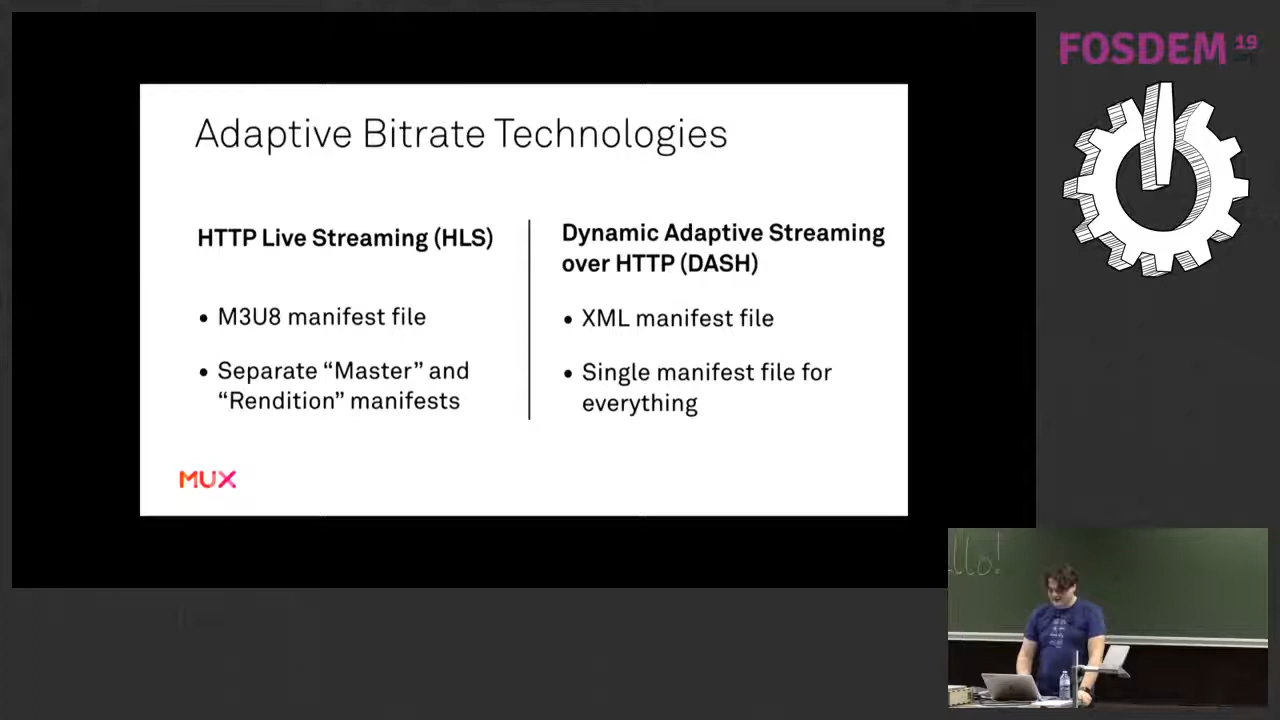 FOSDEM 19
Adaptive Bitrate Technologies
HTTP Live Streaming (HLS)
• M3U8 manifest file
• Separate “Master” and
“Rendition” manifests
Dynamic Adaptive Streaming
over HTTP (DASH)
• XML manifest file
• Single manifest file for
everything
MUX
llo!